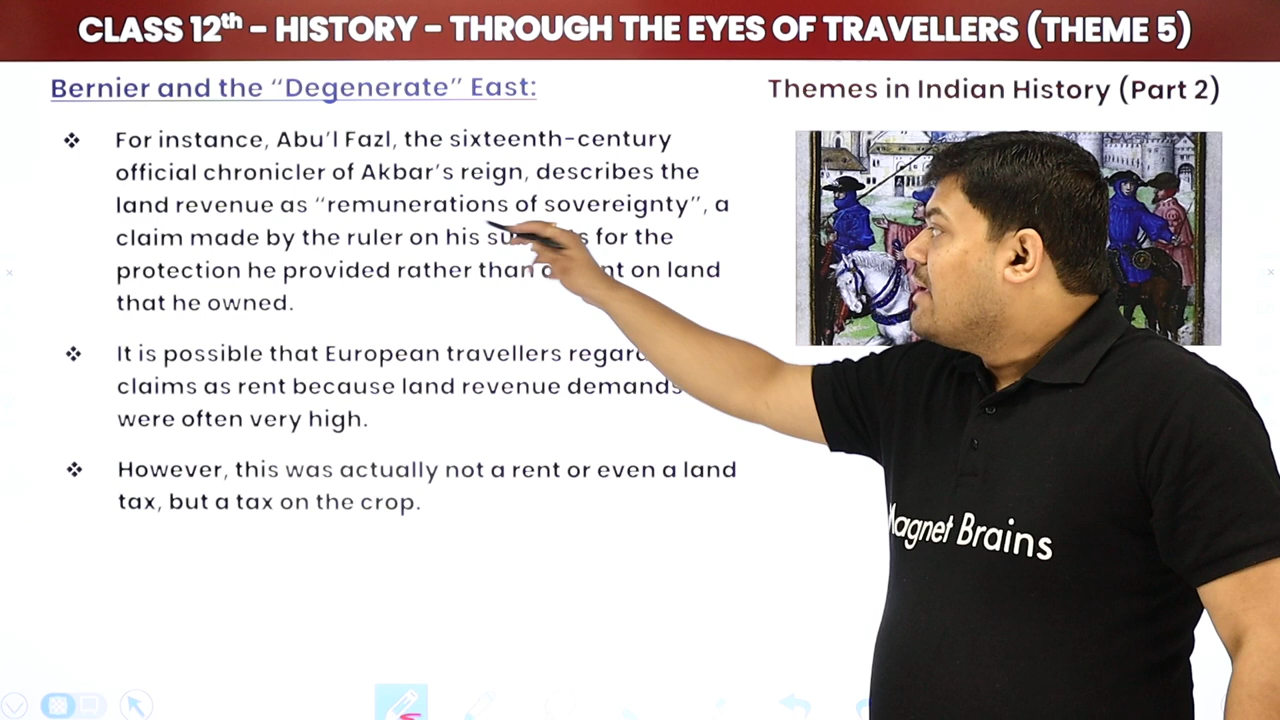 CLASS 12th – HISTORY – THROUGH THE EYES OF TRAVELLERS (THEME 5)
Bernier and the “Degenerate” East:
Themes in Indian History (Part 2)
❖ For instance, Abu’l Fazl, the sixteenth-century
official chronicler of Akbar’s reign, describes the
land revenue as “remunerations of sovereignty”, a
claim made by the ruler on his for the
protection he provided rather than on land
that he owned.
❖ It is possible that European travellers
claims as rent because land revenue demands
were often very high.
❖ However, this was actually not a rent or even a land
tax, but a tax on the crop.
Magnet Brains